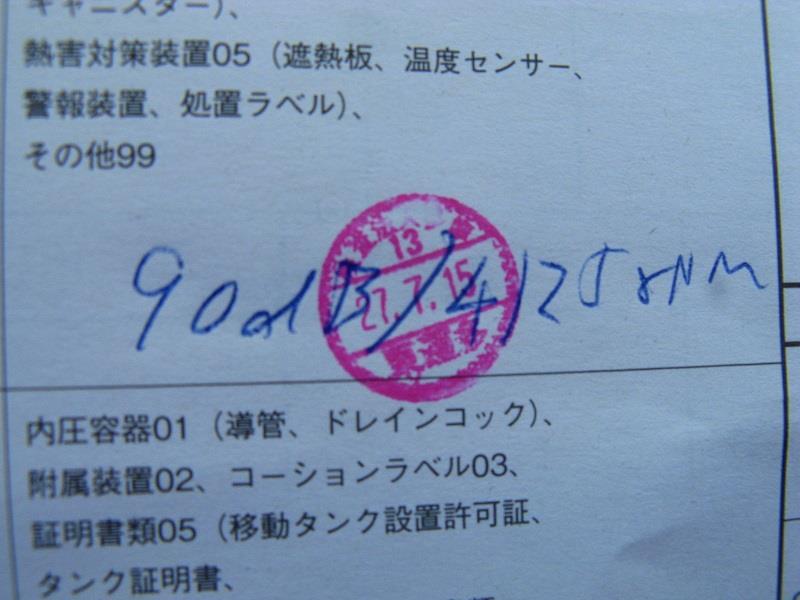 キャニスター)、
熱害対策装置05(遮熱板、温度センサー、
警報装置、処置ラベル)、
その他99
13
27.7.15
90dB/4125rpm
内圧容器01(導管、ドレインコック)、
附属装置02、コーションラベル03、
証明書類05(移動タンク設置許可証、
タンク証明書、